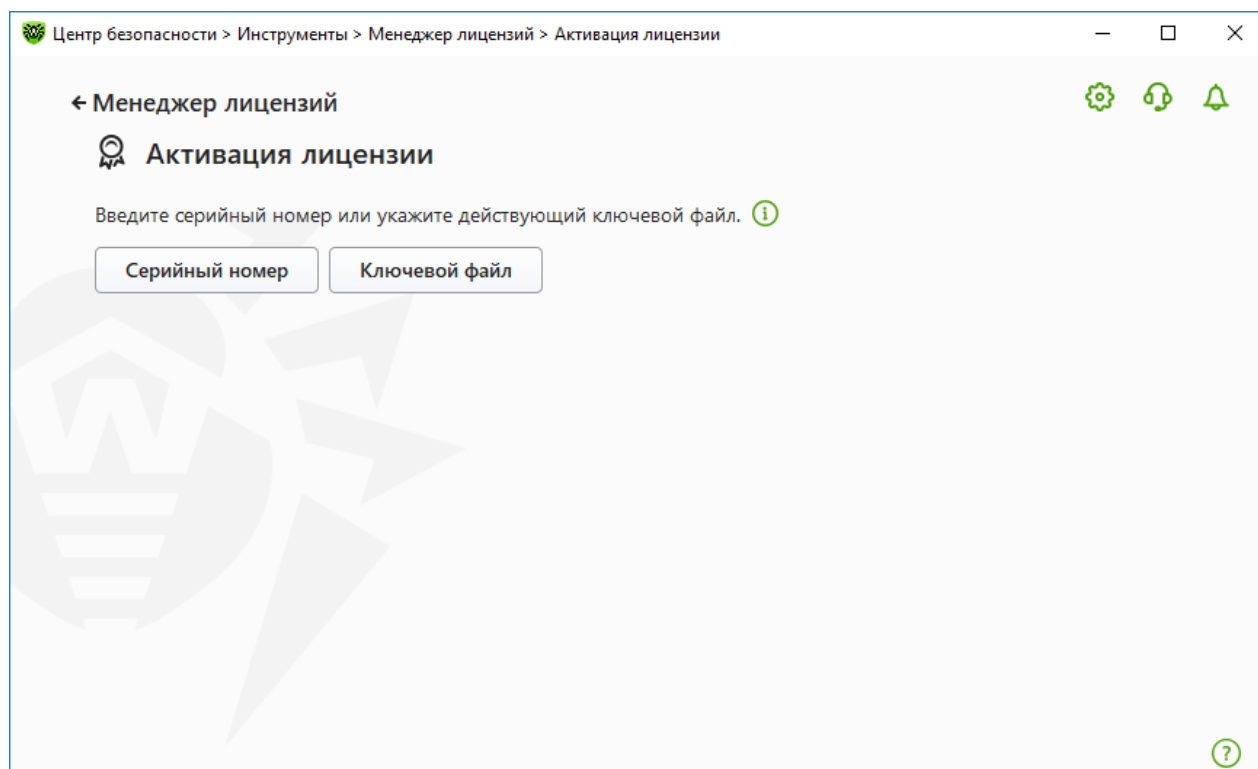 Центр безопасности > Инструменты > Менеджер лицензий > Активация лицензии
Менеджер лицензий
Активация лицензии
Введите серийный номер или укажите действующий ключевой файл.
Серийный номер Ключевой файл